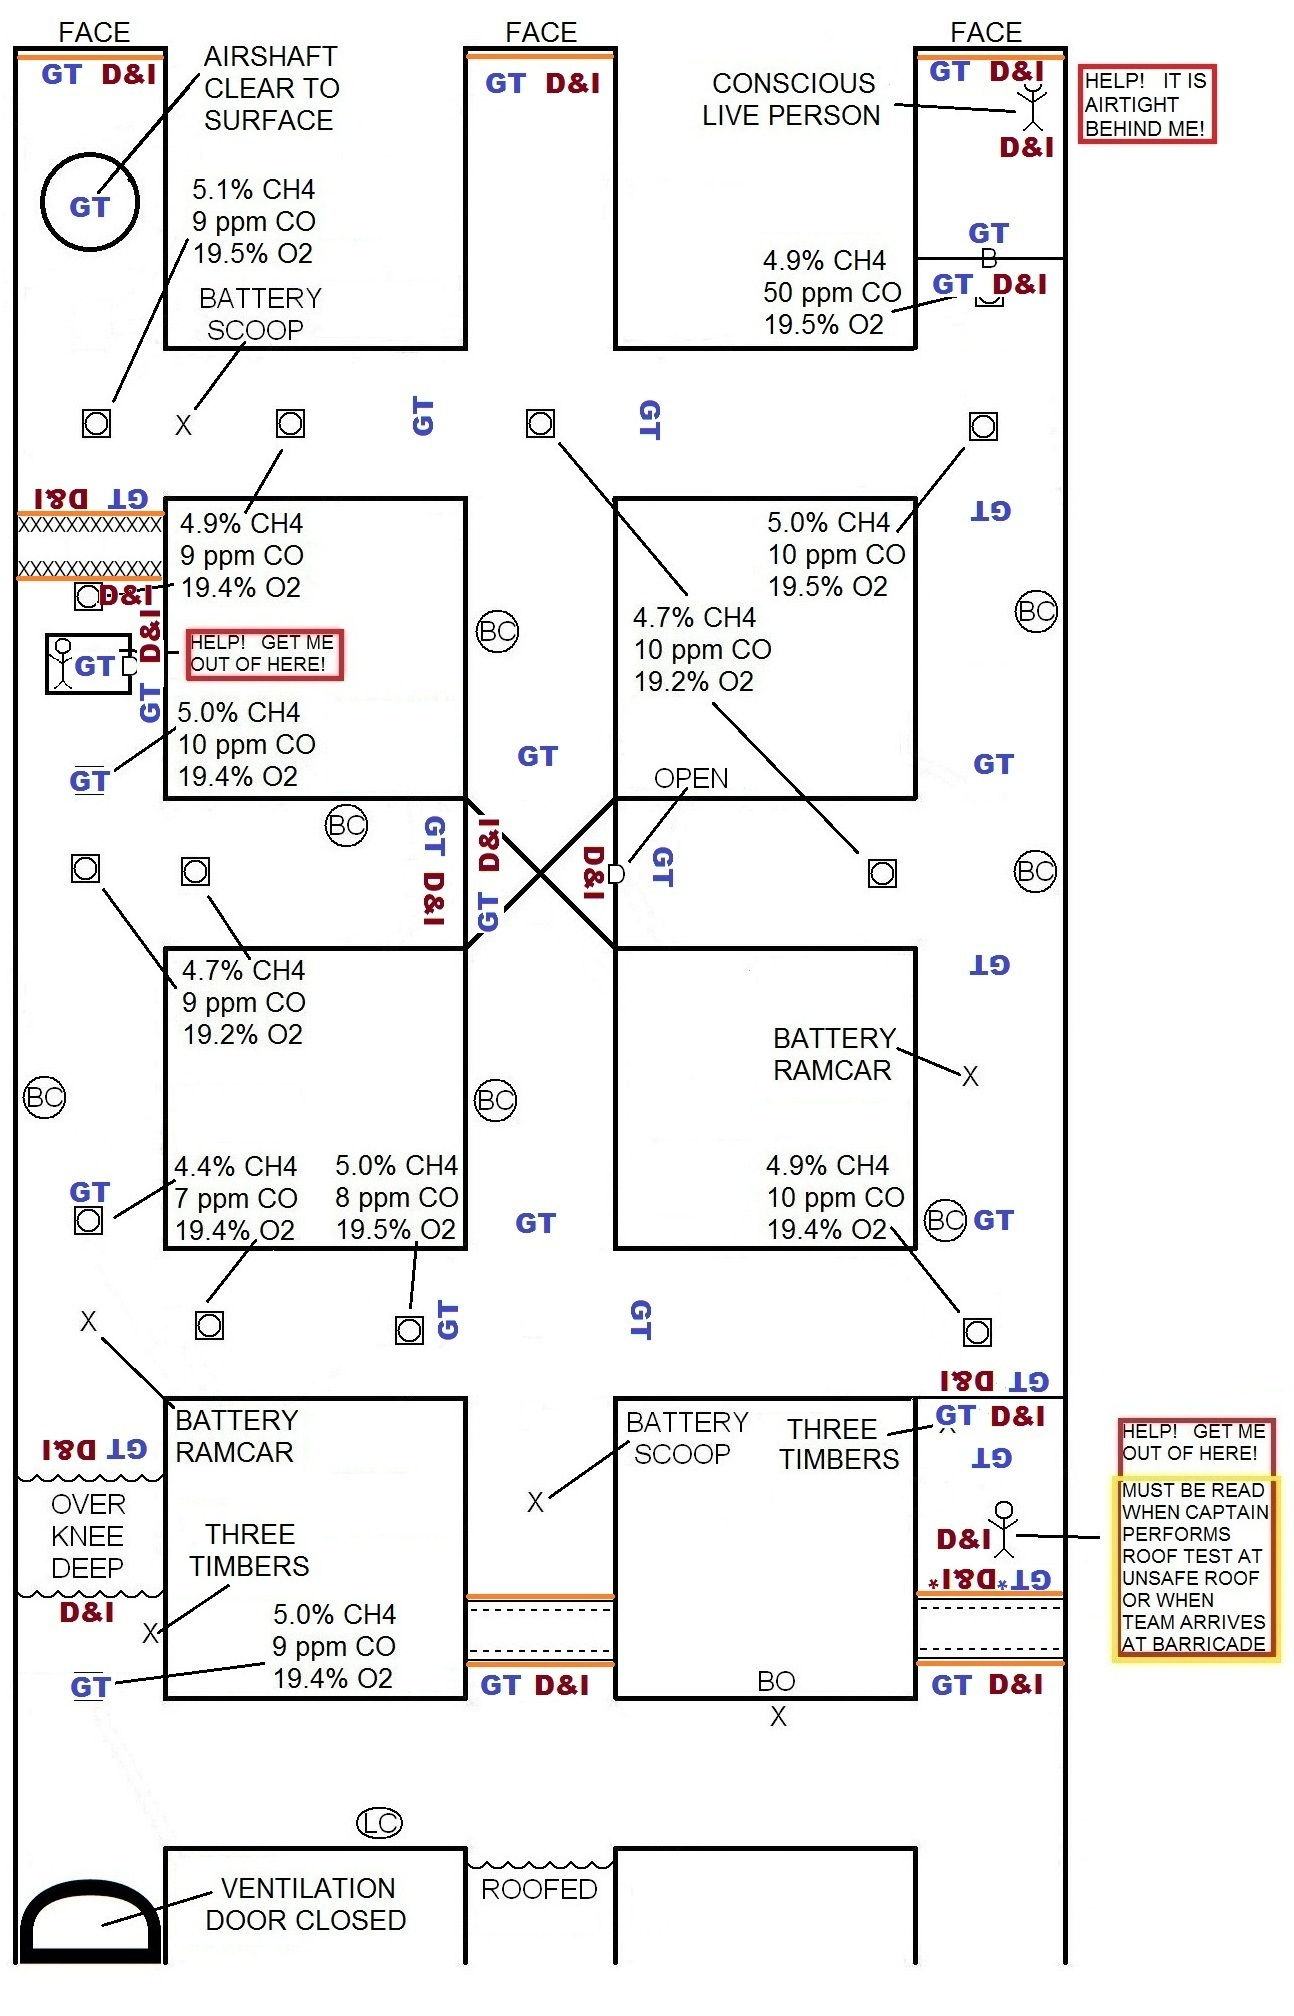 FACE
FACE
FACE
GT D&I
AIRSHAFT
CLEAR TO
SURFACE
GT D&I
CONSCIOUS
LIVE PERSON
GT D&I
D&I
HELP! IT IS
AIRTIGHT
BEHIND ME!
GT
5.1% CH4
9 ppm CO
19.5% O2
BATTERY
SCOOP
4.9% CH4
50 ppm CO
19.5% O2
GT
B
GT D&I
X
GT
GT
GT D&I
XXXXXXXXXXX
XXXXXXXXXXX
4.9% CH4
9 ppm CO
19.4% O2
5.0% CH4
10 ppm CO
19.5% O2
GT
D&I
D&I
GT
GT
HELP! GET ME
OUT OF HERE!
BC
4.7% CH4
10 ppm CO
19.2% O2
BC
5.0% CH4
10 ppm CO
19.4% O2
GT
GT
GT
OPEN
BC
GT D&I
GT D&I
D&I
GT
BC
4.7% CH4
9 ppm CO
19.2% O2
GT
BATTERY
RAMCAR
X
BC
BC
4.4% CH4
7 ppm CO
19.4% O2
5.0% CH4
8 ppm CO
19.5% O2
GT
GT
4.9% CH4
10 ppm CO
19.4% O2
BC
GT
X
GT
GT
GT D&I
BATTERY
RAMCAR
BATTERY
SCOOP
THREE
TIMBERS
GT D&I
GT
GT D&I
OVER
KNEE
DEEP
X
THREE
TIMBERS
D&I
HELP! GET ME
OUT OF HERE!
MUST BE READ
WHEN CAPTAIN
PERFORMS
ROOF TEST AT
UNSAFE ROOF
OR WHEN
TEAM ARRIVES
AT BARRICADE
GT*D&I*
D&I
X
5.0% CH4
9 ppm CO
19.4% O2
GT
GT D&I
BO
X
GT D&I
LC
VENTILATION
DOOR CLOSED
ROOFED